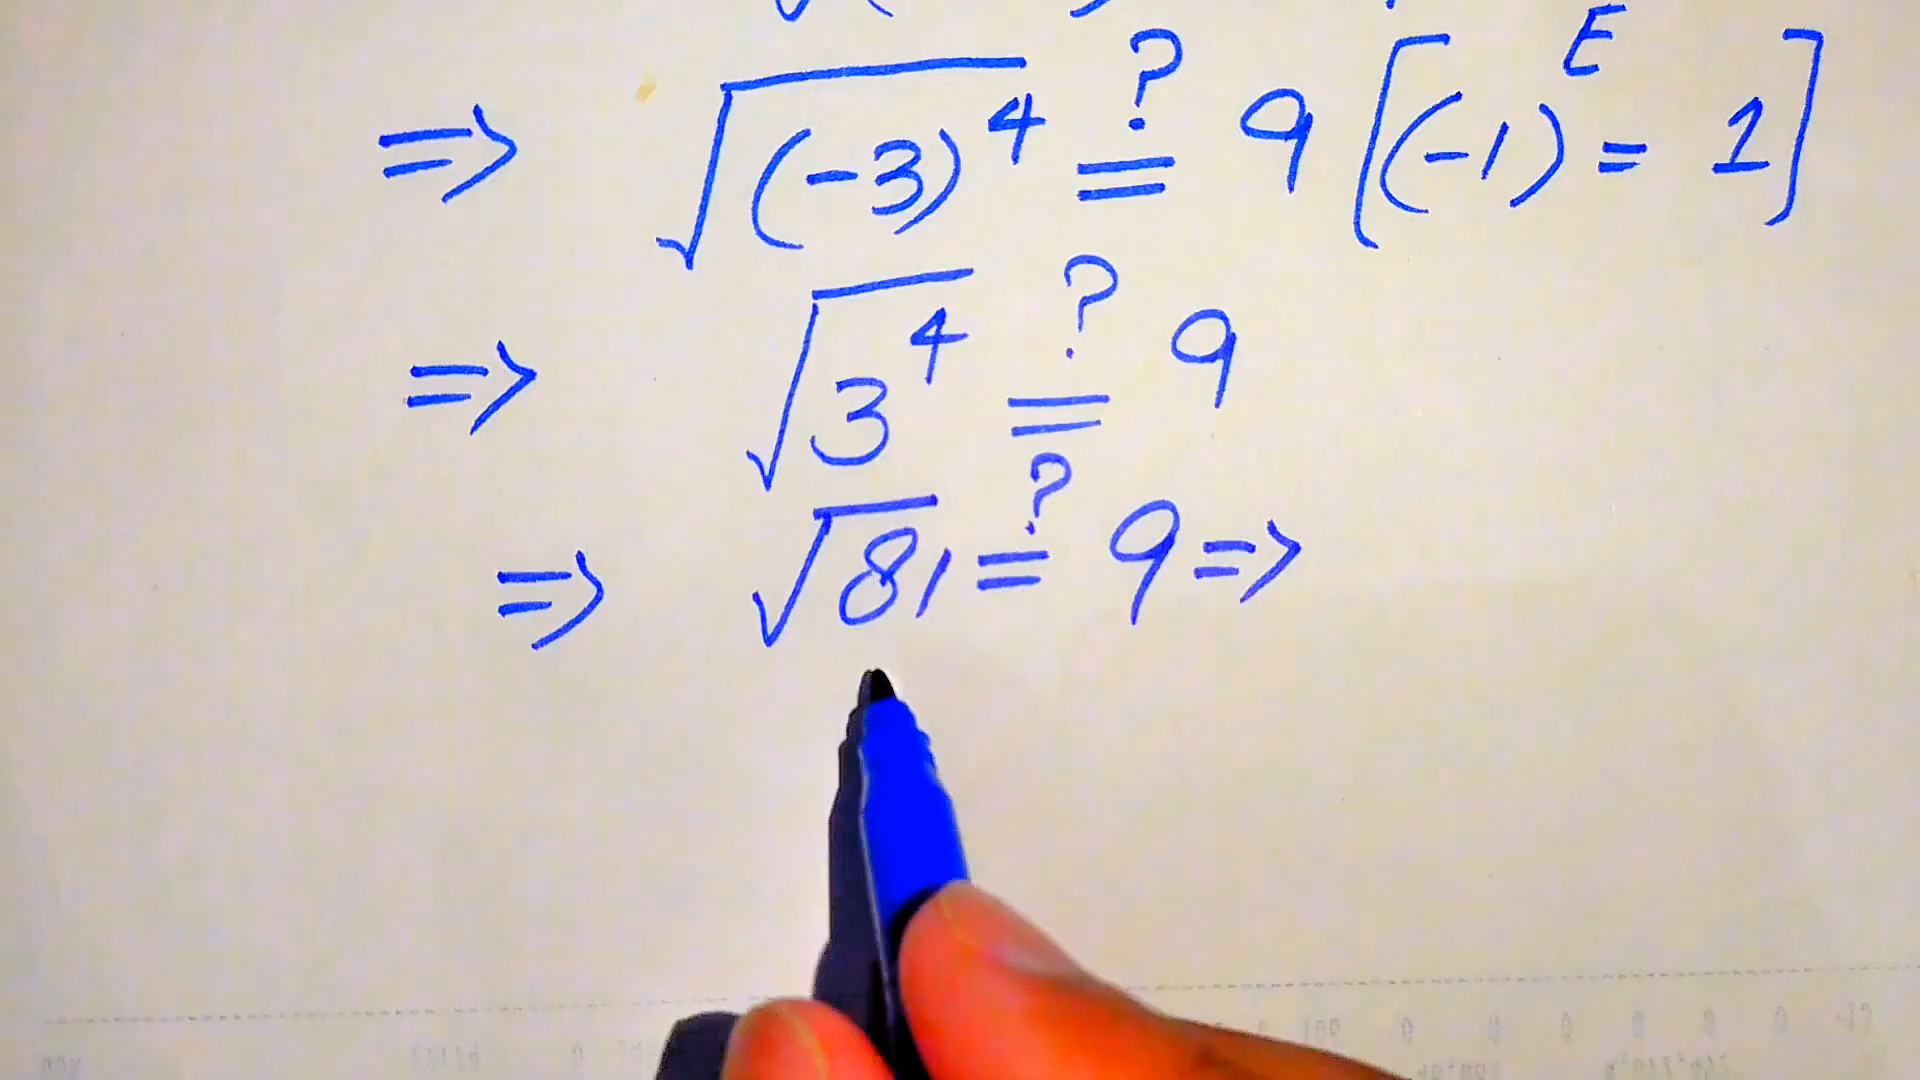 ⇒ √(-3)⁴ ≟ 9 [(-1)ᴱ = 1]
⇒ √3⁴ ≟ 9
⇒ √81 ≟ 9 ⇒